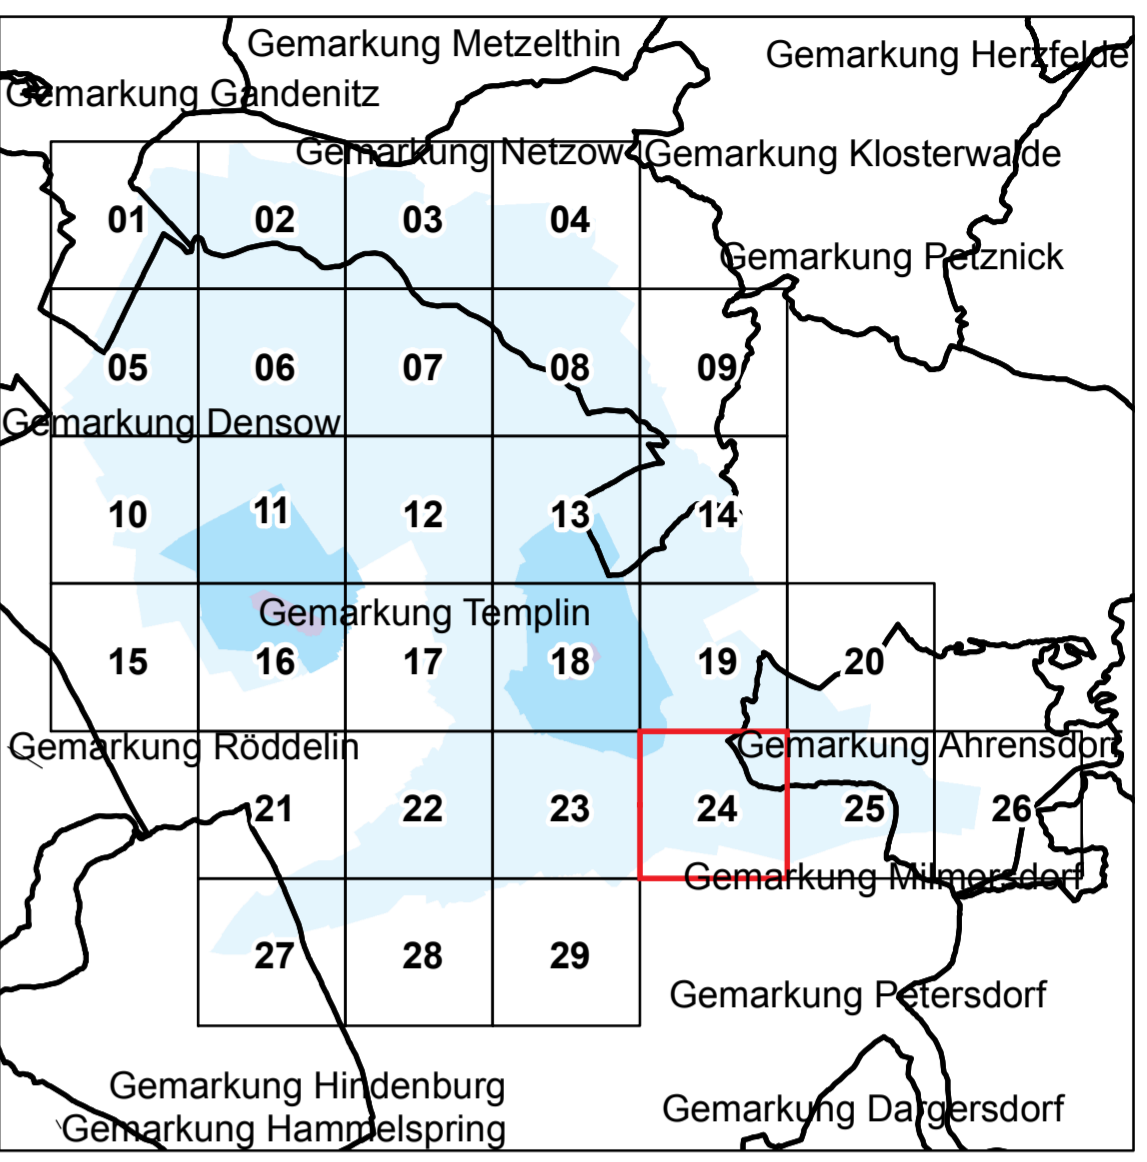 Gemarkung Metzelthin
Gemarkung Herzfelde
Gemarkung Gandenitz
Gemarkung Netzow
Gemarkung Klosterwalde
01 02 03 04
Gemarkung Petznick
05 06 07 08 09
Gemarkung Densow
10 11 12 13 14
Gemarkung Templin
15 16 17 18 19 20
Gemarkung Röddelin
Gemarkung Ahrensdorf
21 22 23 24 25 26
Gemarkung Milmersdorf
27 28 29
Gemarkung Petersdorf
Gemarkung Hindenburg
Gemarkung Dargersdorf
Gemarkung Hammelspring